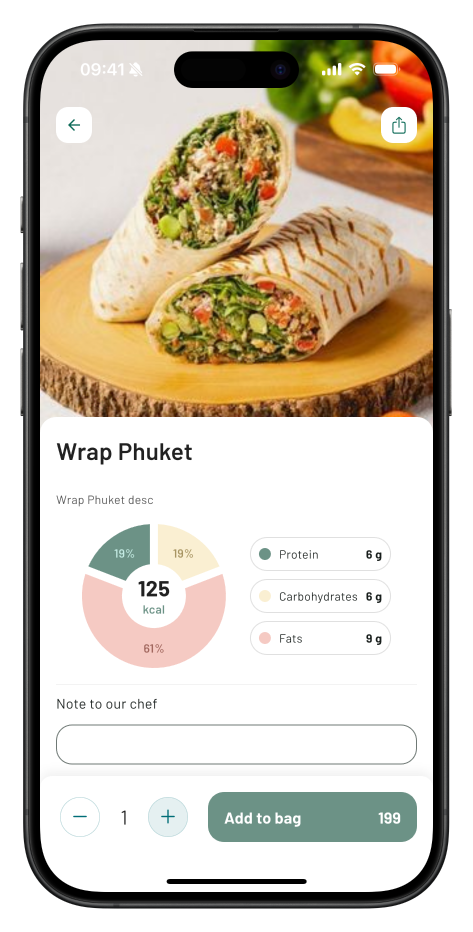 09:41
Wrap Phuket
Wrap Phuket desc
19%
19%
125
kcal
61%
Protein 6 g
Carbohydrates 6 g
Fats 9 g
Note to our chef
1
Add to bag 199